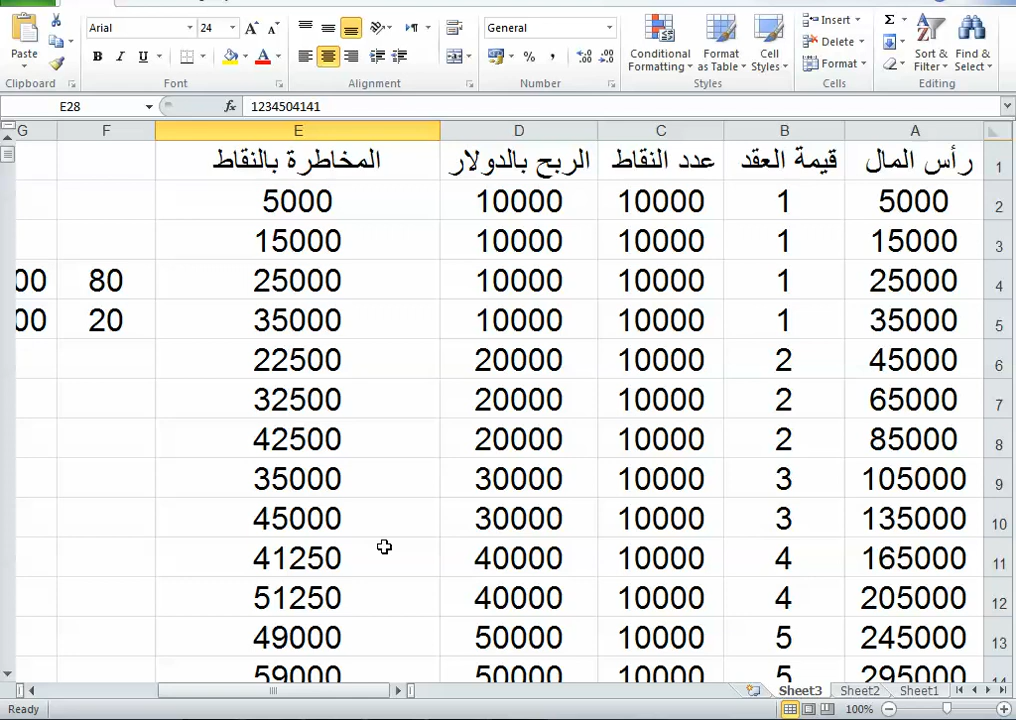 Arial 24 General
Paste B I U % , Conditional Formatting Format as Table Cell Styles Insert Delete Format Σ Sort & Filter Find & Select
Clipboard Font Alignment Number Styles Cells Editing
E28 fx 1234504141
G F E D C B A
رأس المال قيمة العقد عدد النقاط الربح بالدولار المخاطرة بالنقاط 1
5000 10000 10000 1 5000 2
15000 10000 10000 1 15000 3
00 80 25000 10000 10000 1 25000 4
00 20 35000 10000 10000 1 35000 5
22500 20000 10000 2 45000 6
32500 20000 10000 2 65000 7
42500 20000 10000 2 85000 8
35000 30000 10000 3 105000 9
45000 30000 10000 3 135000 10
41250 40000 10000 4 165000 11
51250 40000 10000 4 205000 12
49000 50000 10000 5 245000 13
59000 50000 10000 5 295000 14
Sheet3 Sheet2 Sheet1
Ready 100%